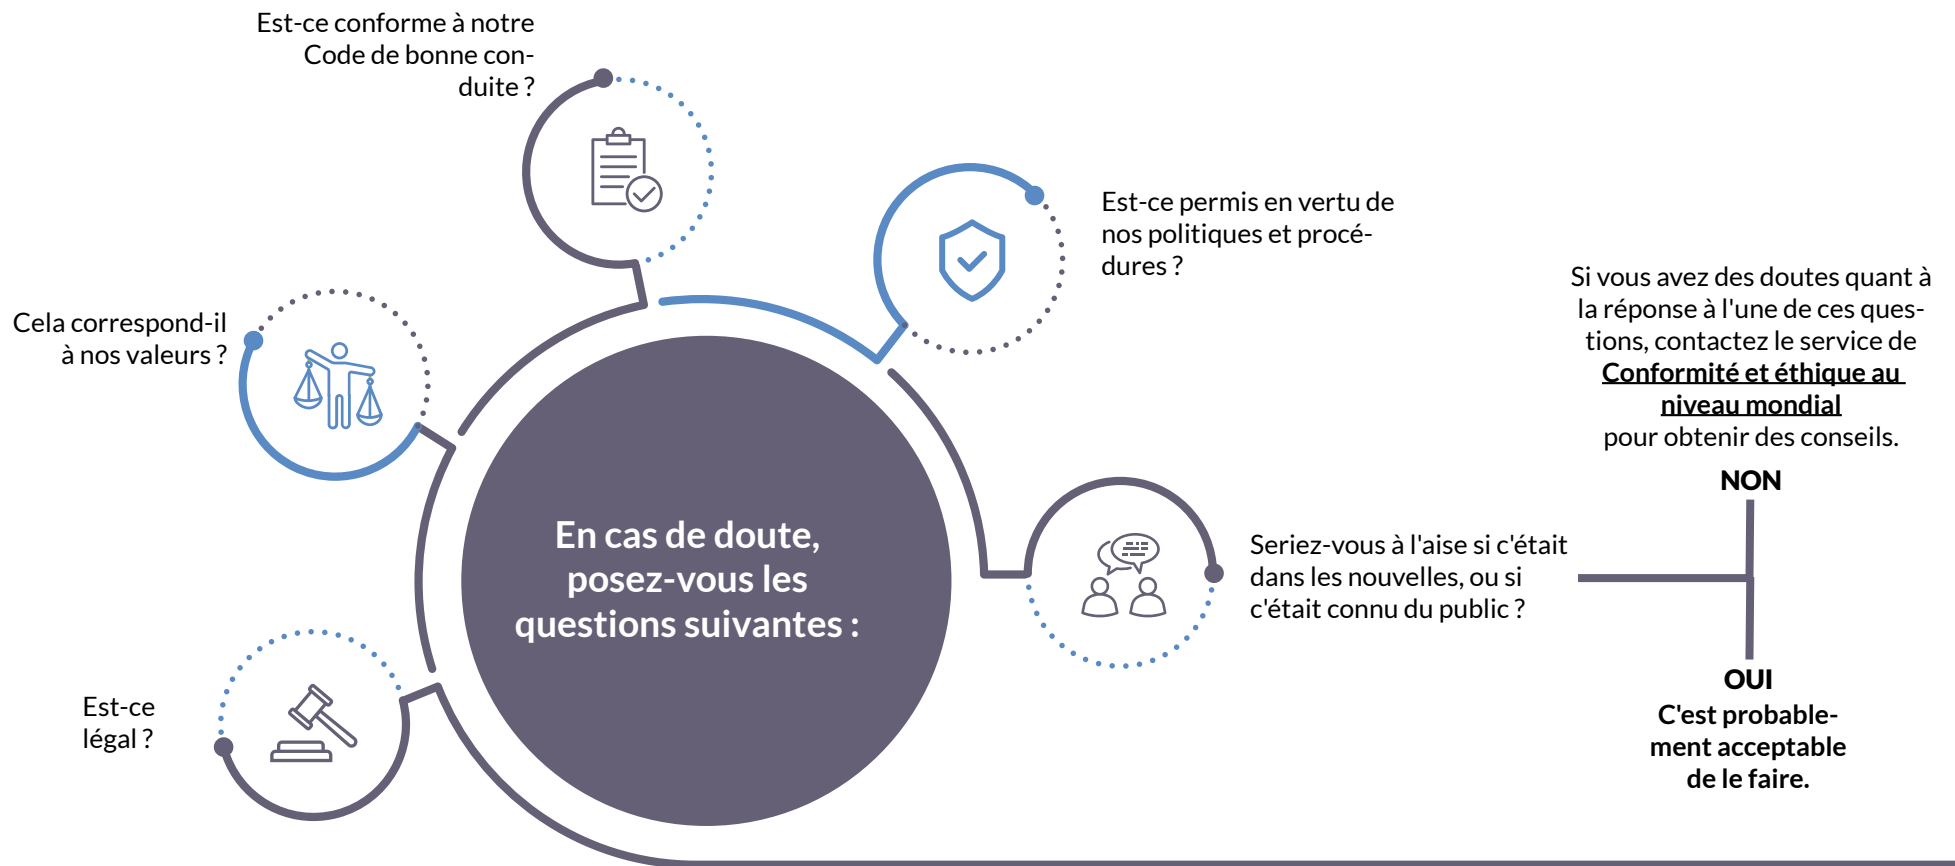 En cas de doute,
posez-vous les
questions suivantes :
Est-ce
légal ?
Cela correspond-il
à nos valeurs ?
Est-ce conforme à notre
Code de bonne con-
duite ?
Est-ce permis en vertu de
nos politiques et procé-
dures ?
Seriez-vous à l'aise si c'était
dans les nouvelles, ou si
c'était connu du public ?
Si vous avez des doutes quant à
la réponse à l'une de ces ques-
tions, contactez le service de
Conformité et éthique au
niveau mondial
pour obtenir des conseils.
NON
OUI
C'est probable-
ment acceptable
de le faire.